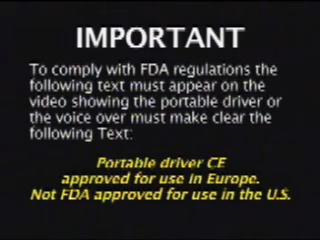 IMPORTANT
To comply with FDA regulations the
following text must appear on the
video showing the portable driver or
the voice over must make clear the
following Text:
Portable driver CE
approved for use in Europe.
Not FDA approved for use in the U.S.